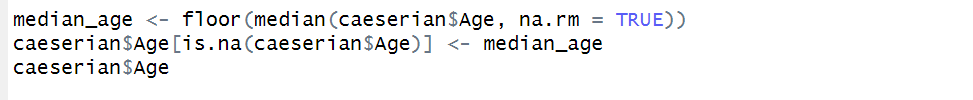 median_age <- floor(median(caeserian$Age, na.rm = TRUE))
caeserian$Age[is.na(caeserian$Age)] <- median_age
caeserian$Age